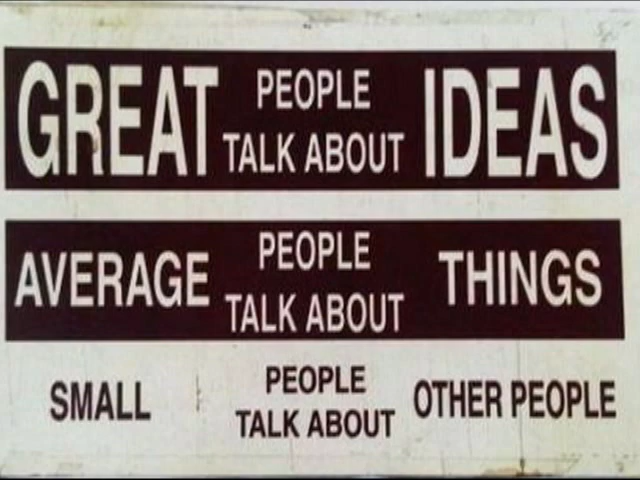 GREAT PEOPLE TALK ABOUT IDEAS
AVERAGE PEOPLE TALK ABOUT THINGS
SMALL PEOPLE TALK ABOUT OTHER PEOPLE